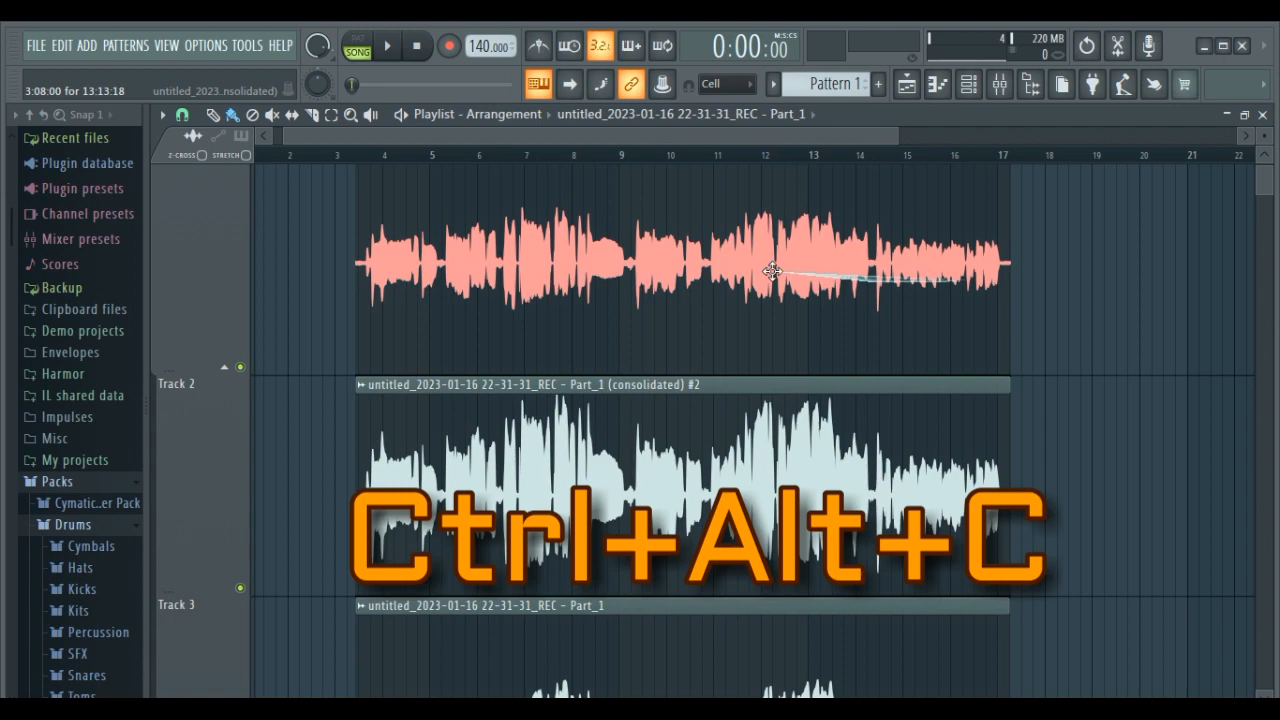 FILE EDIT ADD PATTERNS VIEW OPTIONS TOOLS HELP
PAT
SONG
140.000
3.2.
0:00:00
M:S:CS
4
220 MB
0
3:08:00 for 13:13:18
untitled_2023.nsolidated)
Cell
Pattern 1
Snap 1
Playlist - Arrangement untitled_2023-01-16 22-31-31_REC - Part_1
Z-CROSS STRETCH
2 3 4 5 6 7 8 9 10 11 12 13 14 15 16 17 18 19 20 21 22
Recent files
Plugin database
Plugin presets
Channel presets
Mixer presets
Scores
Backup
Clipboard files
Demo projects
Envelopes
Harmor
IL shared data
Impulses
Misc
My projects
Packs
Cymatic...er Pack
Drums
Cymbals
Hats
Kicks
Kits
Percussion
SFX
Snares
Toms
Track 2
untitled_2023-01-16 22-31-31_REC - Part_1 (consolidated) #2
Ctrl+Alt+C
Track 3
untitled_2023-01-16 22-31-31_REC - Part_1